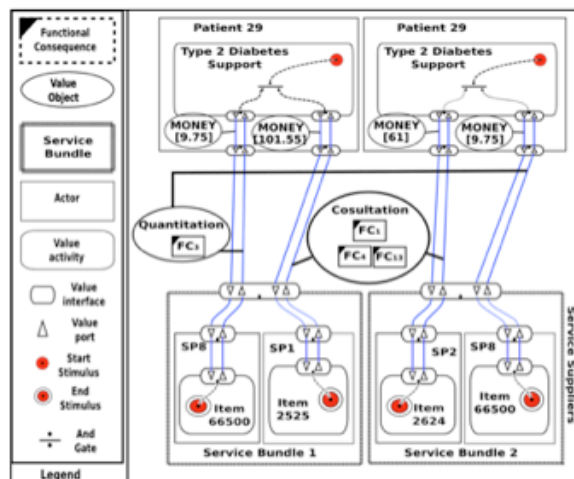 Functional
Consequence
Value
Object
Service
Bundle
Actor
Value
activity
Value
interface
Value
port
Start
Stimulus
End
Stimulus
And
Gate
Legend
Patient 29
Type 2 Diabetes
Support
MONEY
[9.75]
MONEY
[101.55]
Patient 29
Type 2 Diabetes
Support
MONEY
[61]
MONEY
[9.75]
Quantitation
FC₃
Cosultation
FC₁
FC₄ FC₁₃
SP8
Item
66500
SP1
Item
2525
Service Bundle 1
SP2
Item
2624
SP8
Item
66500
Service Bundle 2
Service Suppliers